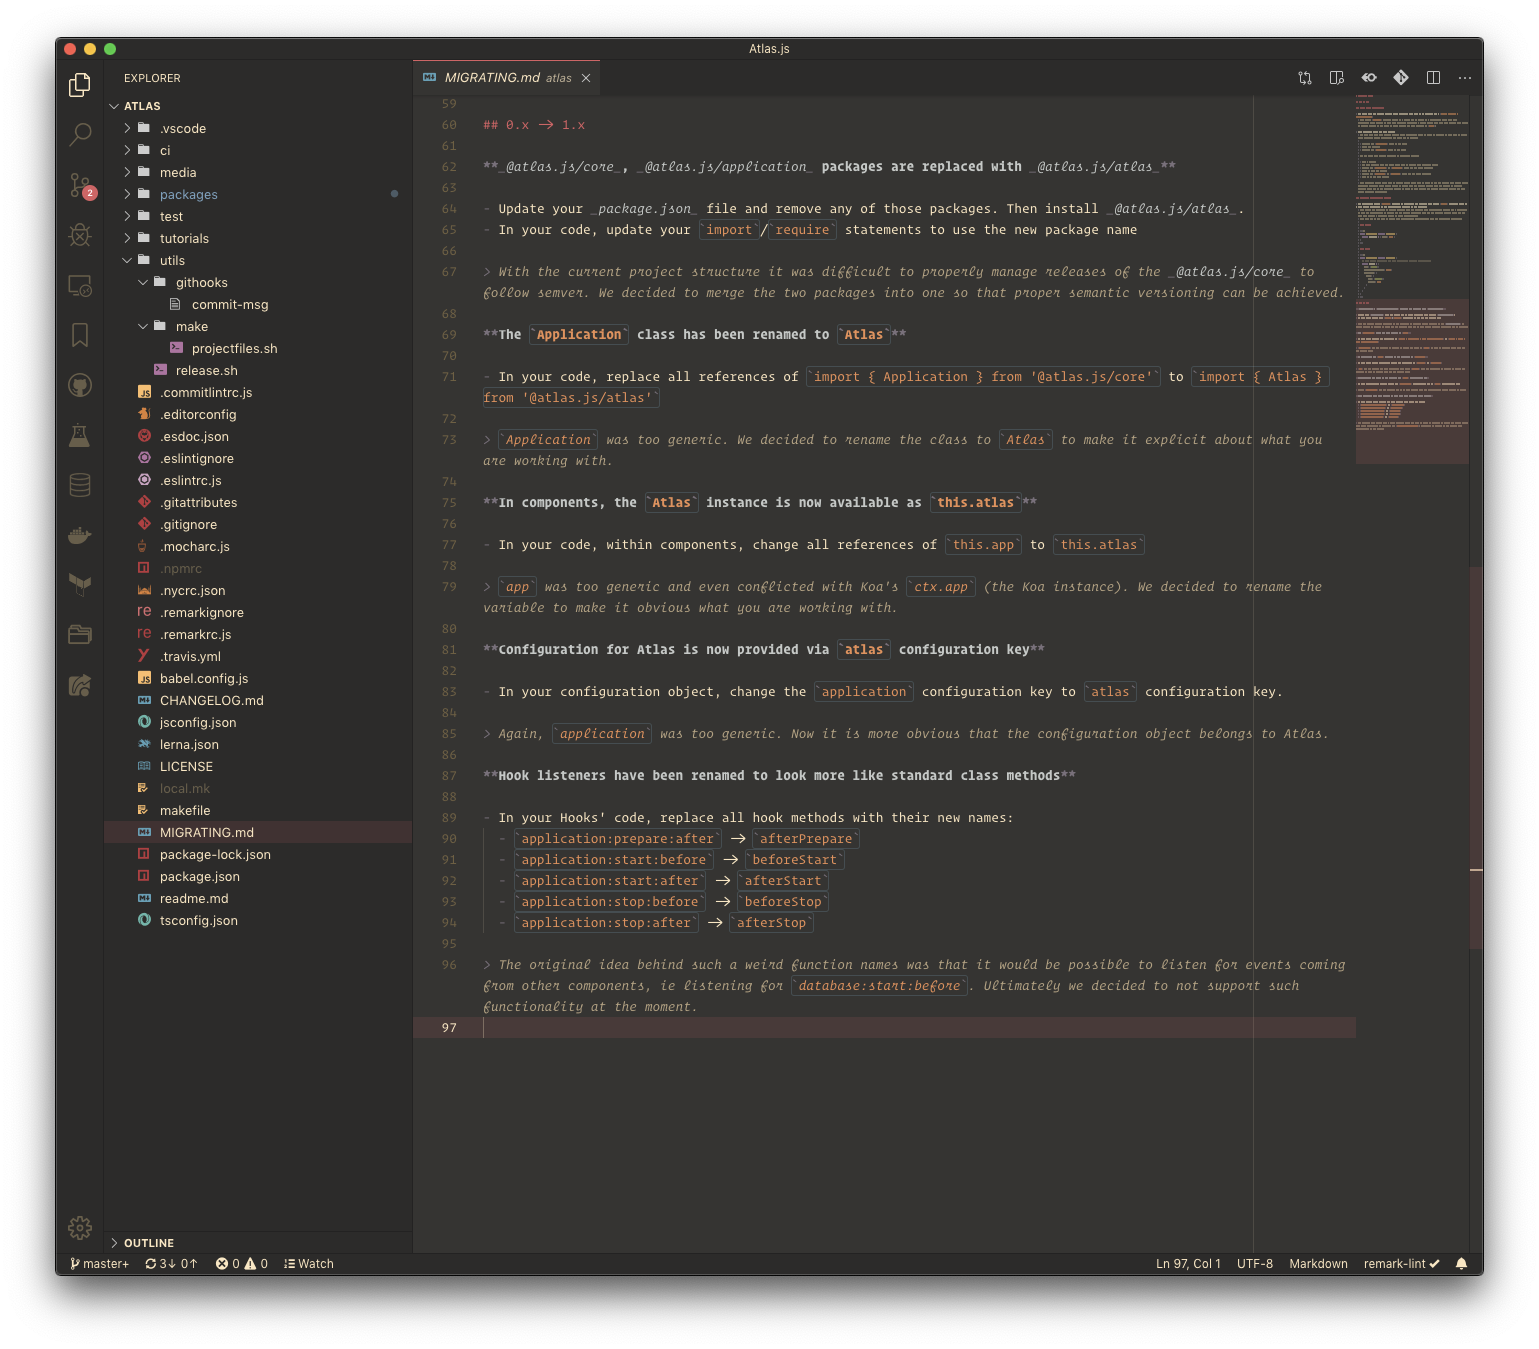 Atlas.js
EXPLORER
ATLAS
.vscode
ci
media
packages
test
tutorials
utils
githooks
commit-msg
make
projectfiles.sh
release.sh
.commitlintrc.js
.editorconfig
.esdoc.json
.eslintignore
.eslintrc.js
.gitattributes
.gitignore
.mocharc.js
.npmrc
.nycrc.json
.remarkignore
.remarkrc.js
.travis.yml
babel.config.js
CHANGELOG.md
jsconfig.json
lerna.json
LICENSE
local.mk
makefile
MIGRATING.md
package-lock.json
package.json
readme.md
tsconfig.json
OUTLINE
2
MIGRATING.md atlas
59
60 ## 0.x -> 1.x
61
62 **_@atlas.js/core_, _@atlas.js/application_ packages are replaced with _@atlas.js/atlas_**
63
64 - Update your _package.json_ file and remove any of those packages. Then install _@atlas.js/atlas_.
65 - In your code, update your `import`/`require` statements to use the new package name
66
67 > With the current project structure it was difficult to properly manage releases of the _@atlas.js/core_ to
follow semver. We decided to merge the two packages into one so that proper semantic versioning can be achieved.
68
69 **The `Application` class has been renamed to `Atlas`**
70
71 - In your code, replace all references of `import { Application } from '@atlas.js/core'` to `import { Atlas }
from '@atlas.js/atlas'`
72
73 > `Application` was too generic. We decided to rename the class to `Atlas` to make it explicit about what you
are working with.
74
75 **In components, the `Atlas` instance is now available as `this.atlas`**
76
77 - In your code, within components, change all references of `this.app` to `this.atlas`
78
79 > `app` was too generic and even conflicted with Koa's `ctx.app` (the Koa instance). We decided to rename the
variable to make it obvious what you are working with.
80
81 **Configuration for Atlas is now provided via `atlas` configuration key**
82
83 - In your configuration object, change the `application` configuration key to `atlas` configuration key.
84
85 > Again, `application` was too generic. Now it is more obvious that the configuration object belongs to Atlas.
86
87 **Hook listeners have been renamed to look more like standard class methods**
88
89 - In your Hooks' code, replace all hook methods with their new names:
90 - `application:prepare:after` -> `afterPrepare`
91 - `application:start:before` -> `beforeStart`
92 - `application:start:after` -> `afterStart`
93 - `application:stop:before` -> `beforeStop`
94 - `application:stop:after` -> `afterStop`
95
96 > The original idea behind such a weird function names was that it would be possible to listen for events coming
from other components, ie listening for `database:start:before`. Ultimately we decided to not support such
functionality at the moment.
97
master+ 3↓ 0↑ 0 0 Watch Ln 97, Col 1 UTF-8 Markdown remark-lint ✓